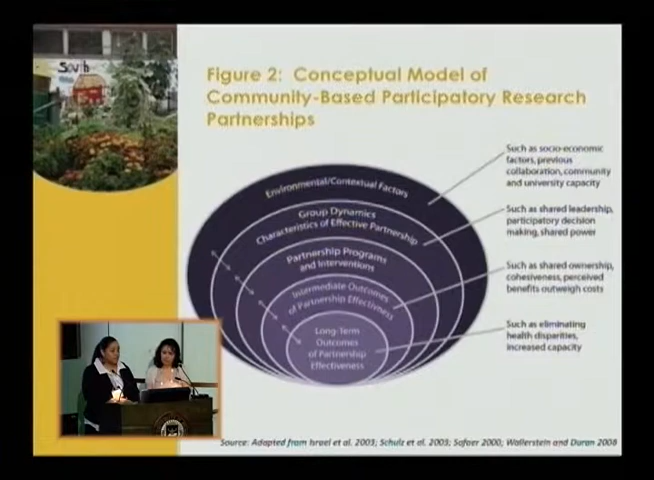 South
Figure 2: Conceptual Model of
Community-Based Participatory Research
Partnerships
Environmental/Contextual Factors
Group Dynamics
Characteristics of Effective Partnership
Partnership Programs
and Interventions
Intermediate Outcomes
of Partnership Effectiveness
Long-Term
Outcomes
of Partnership
Effectiveness
Such as socio-economic
factors, previous
collaboration, community
and university capacity
Such as shared leadership,
participatory decision
making, shared power
Such as shared ownership,
cohesiveness, perceived
benefits outweigh costs
Such as eliminating
health disparities,
increased capacity
Source: Adapted from Israel et al. 2003; Schulz et al. 2003; Sofaer 2000; Wallerstein and Duran 2008